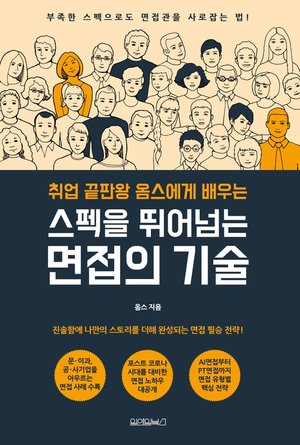 부족한 스펙으로도 면접관을 사로잡는 법!
취업 끝판왕 옴스에게 배우는
스펙을 뛰어넘는
면접의 기술
옴스 지음
진솔함에 나만의 스토리를 더해 완성되는 면접 필승 전략!
문·이과,
공·사기업을
아우르는
면접 사례 수록
포스트 코로나
시대를 대비한
면접 노하우
대공개
AI면접부터
PT면접까지
면접 유형별
핵심 전략